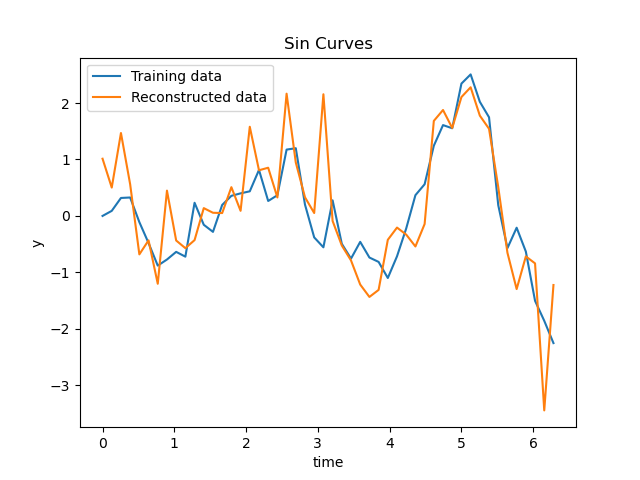 Sin Curves
Training data
Reconstructed data
y
2
1
0
−1
−2
−3
0 1 2 3 4 5 6
time